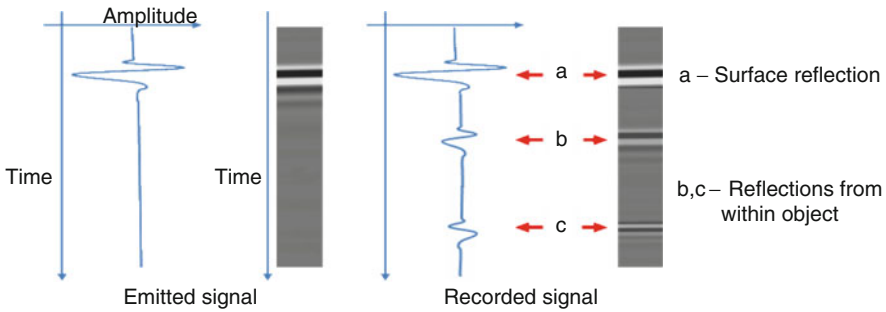 Amplitude
Time
Time
Emitted signal
a
b
c
Recorded signal
a – Surface reflection
b,c – Reflections from
within object